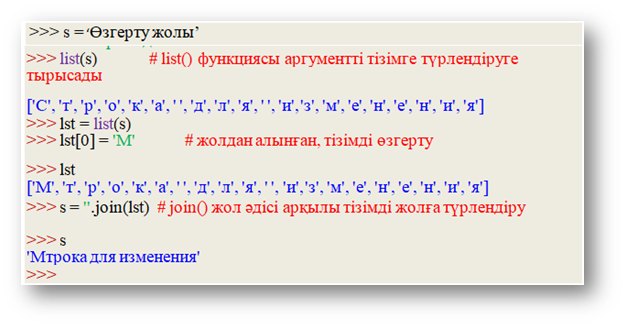 >>> s = ‘Өзгерту жолы’
>>> list(s) # list() функциясы аргументті тізімге түрлендіруге
тырысады
['С', 'т', 'р', 'о', 'к', 'а', ' ', 'д', 'л', 'я', ' ', 'и', 'з', 'м', 'е', 'н', 'е', 'н', 'и', 'я']
>>> lst = list(s)
>>> lst[0] = 'М' # жолдан алынған, тізімді өзгерту
>>> lst
['М', 'т', 'р', 'о', 'к', 'а', ' ', 'д', 'л', 'я', ' ', 'и', 'з', 'м', 'е', 'н', 'е', 'н', 'и', 'я']
>>> s = ''.join(lst) # join() жол әдісі арқылы тізімді жолға түрлендіру
>>> s
'Мтрока для изменения'
>>>